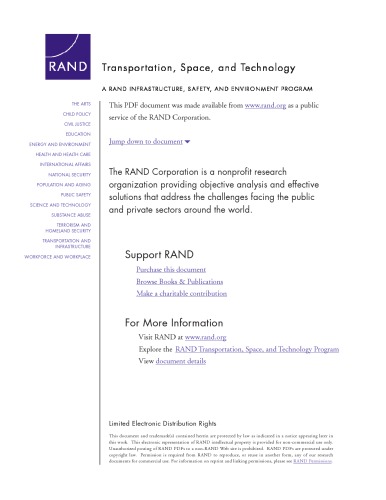 RAND
Transportation, Space, and Technology
A RAND INFRASTRUCTURE, SAFETY, AND ENVIRONMENT PROGRAM
THE ARTS
CHILD POLICY
CIVIL JUSTICE
EDUCATION
ENERGY AND ENVIRONMENT
HEALTH AND HEALTH CARE
INTERNATIONAL AFFAIRS
NATIONAL SECURITY
POPULATION AND AGING
PUBLIC SAFETY
SCIENCE AND TECHNOLOGY
SUBSTANCE ABUSE
TERRORISM AND
HOMELAND SECURITY
TRANSPORTATION AND
INFRASTRUCTURE
WORKFORCE AND WORKPLACE
This PDF document was made available from www.rand.org as a public
service of the RAND Corporation.
Jump down to document
The RAND Corporation is a nonprofit research
organization providing objective analysis and effective
solutions that address the challenges facing the public
and private sectors around the world.
Support RAND
Purchase this document
Browse Books & Publications
Make a charitable contribution
For More Information
Visit RAND at www.rand.org
Explore the RAND Transportation, Space, and Technology Program
View document details
Limited Electronic Distribution Rights
This document and trademark(s) contained herein are protected by law as indicated in a notice appearing later in
this work. This electronic representation of RAND intellectual property is provided for non-commercial use only.
Unauthorized posting of RAND PDFs to a non-RAND Web site is prohibited. RAND PDFs are protected under
copyright law. Permission is required from RAND to reproduce, or reuse in another form, any of our research
documents for commercial use. For information on reprint and linking permissions, please see RAND Permissions.